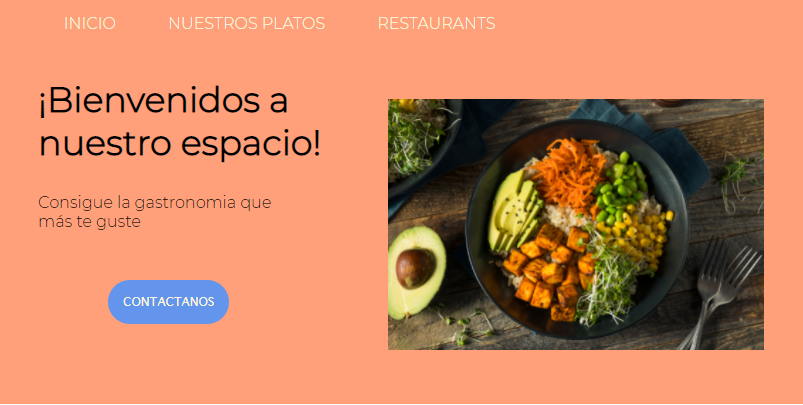 INICIO NUESTROS PLATOS RESTAURANTS
¡Bienvenidos a
nuestro espacio!
Consigue la gastronomia que
más te guste
CONTACTANOS